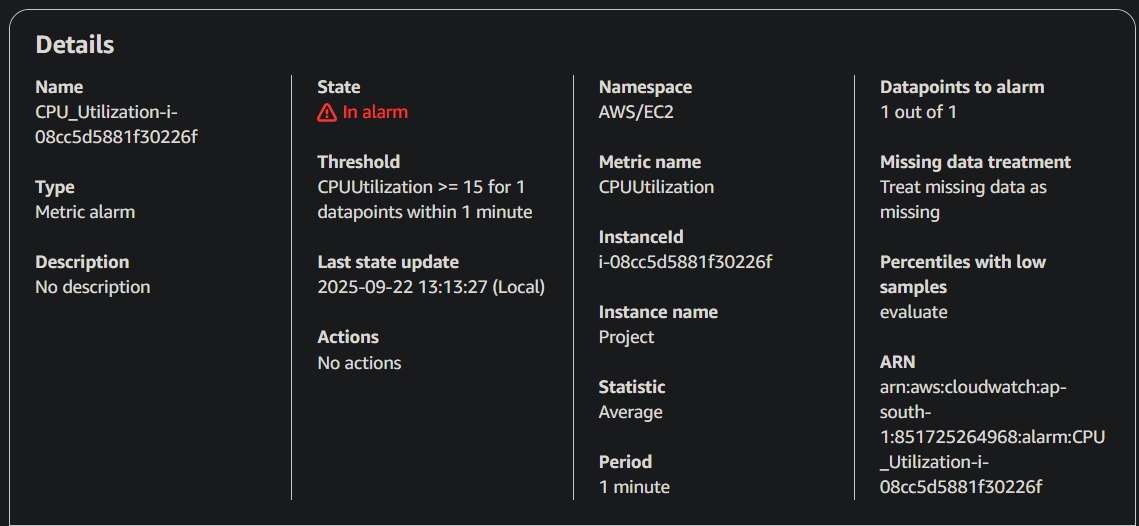 Details
Name
CPU_Utilization-i-
08cc5d5881f30226f
Type
Metric alarm
Description
No description
State
In alarm
Threshold
CPUUtilization >= 15 for 1
datapoints within 1 minute
Last state update
2025-09-22 13:13:27 (Local)
Actions
No actions
Namespace
AWS/EC2
Metric name
CPUUtilization
InstanceId
i-08cc5d5881f30226f
Instance name
Project
Statistic
Average
Period
1 minute
Datapoints to alarm
1 out of 1
Missing data treatment
Treat missing data as
missing
Percentiles with low
samples
evaluate
ARN
arn:aws:cloudwatch:ap-
south-
1:851725264968:alarm:CPU
_Utilization-i-
08cc5d5881f30226f